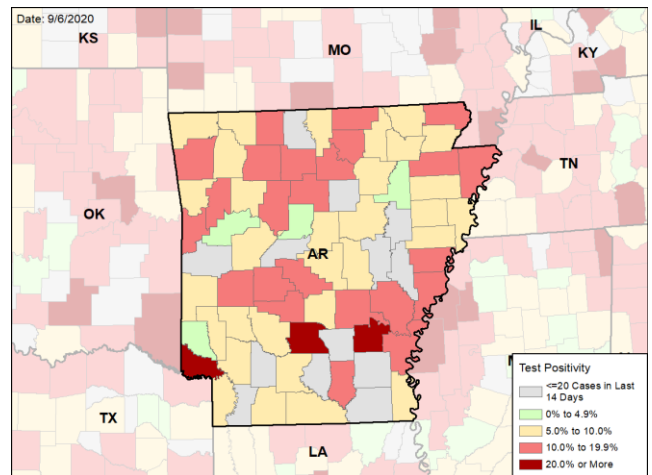 Date: 9/6/2020
KS
MO
IL
KY
OK
TN
AR
TX
LA
Test Positivity
<=20 Cases in Last
14 Days
0% to 4.9%
5.0% to 10.0%
10.0% to 19.9%
20.0% or More